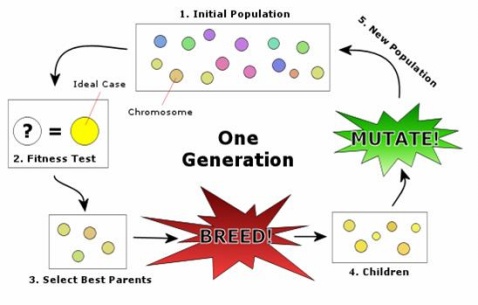 1. Initial Population
5. New Population
Ideal Case
Chromosome
? =
2. Fitness Test
One
Generation
MUTATE!
BREED!
3. Select Best Parents
4. Children